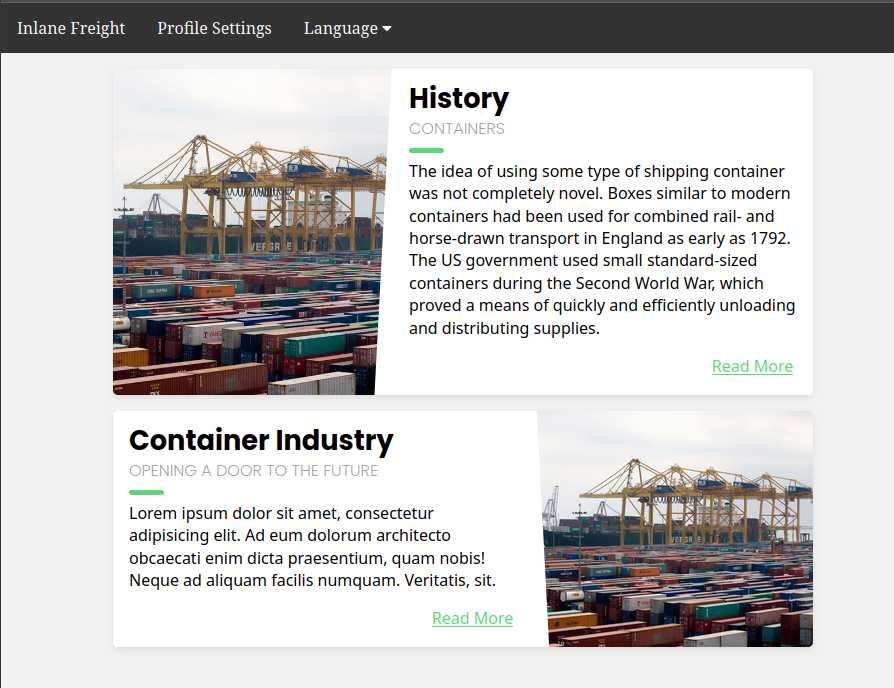 Inlane Freight Profile Settings Language
History
CONTAINERS
The idea of using some type of shipping container
was not completely novel. Boxes similar to modern
containers had been used for combined rail- and
horse-drawn transport in England as early as 1792.
The US government used small standard-sized
containers during the Second World War, which
proved a means of quickly and efficiently unloading
and distributing supplies.
Read More
Container Industry
OPENING A DOOR TO THE FUTURE
Lorem ipsum dolor sit amet, consectetur
adipisicing elit. Ad eum dolorum architecto
obcaecati enim dicta praesentium, quam nobis!
Neque ad aliquam facilis numquam. Veritatis, sit.
Read More